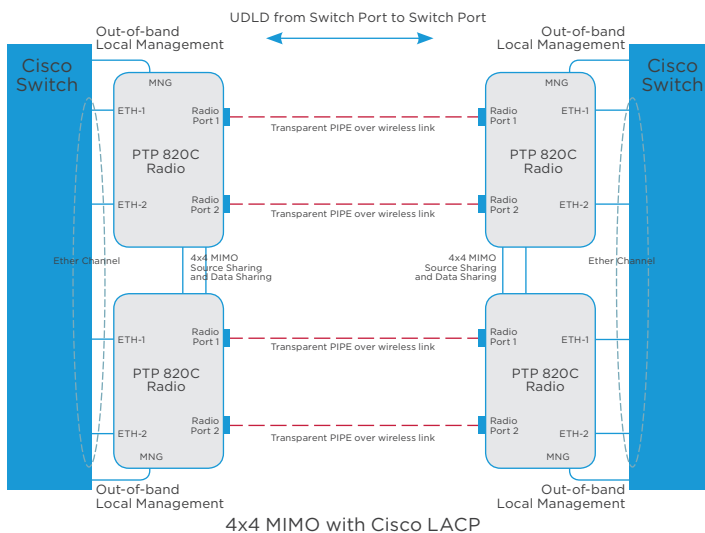 UDLD from Switch Port to Switch Port
Out-of-band
Local Management
Out-of-band
Local Management
Cisco
Switch
Cisco
Switch
MNG
ETH-1
Radio
Port 1
PTP 820C
Radio
ETH-2
Radio
Port 2
Transparent PIPE over wireless link
Transparent PIPE over wireless link
MNG
Radio
Port 1
ETH-1
PTP 820C
Radio
Radio
Port 2
ETH-2
Ether Channel
4x4 MIMO
Source Sharing
and Data Sharing
4x4 MIMO
Source Sharing
and Data Sharing
Ether Channel
ETH-1
Radio
Port 1
PTP 820C
Radio
ETH-2
Radio
Port 2
MNG
Transparent PIPE over wireless link
Transparent PIPE over wireless link
Radio
Port 1
ETH-1
PTP 820C
Radio
Radio
Port 2
ETH-2
MNG
Out-of-band
Local Management
Out-of-band
Local Management
4x4 MIMO with Cisco LACP